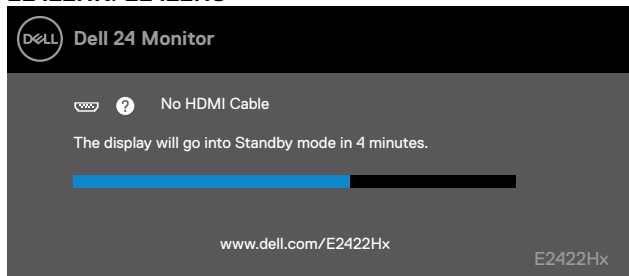 DELL Dell 24 Monitor
? No HDMI Cable
The display will go into Standby mode in 4 minutes.
www.dell.com/E2422Hx
E2422Hx